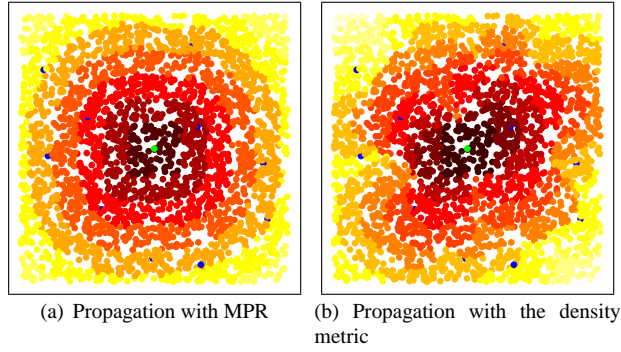 (a) Propagation with MPR
(b) Propagation with the density
metric